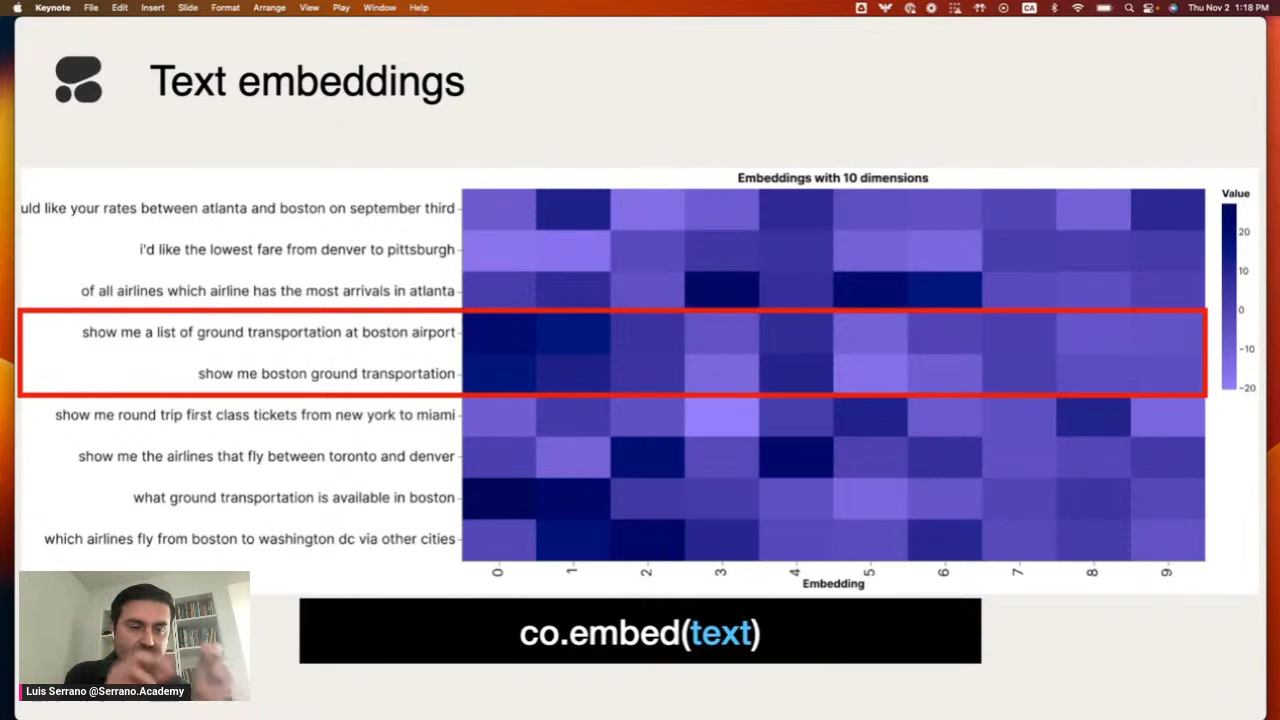 Keynote File Edit Insert Slide Format Arrange View Play Window Help CA Thu Nov 2 1:18 PM
Text embeddings
Embeddings with 10 dimensions
Value
uld like your rates between atlanta and boston on september third
i'd like the lowest fare from denver to pittsburgh
of all airlines which airline has the most arrivals in atlanta
show me a list of ground transportation at boston airport
show me boston ground transportation
show me round trip first class tickets from new york to miami
show me the airlines that fly between toronto and denver
what ground transportation is available in boston
which airlines fly from boston to washington dc via other cities
20
10
0
-10
-20
0 1 2 3 4 5 6 7 8 9
Embedding
co.embed(text)
Luis Serrano @Serrano.Academy